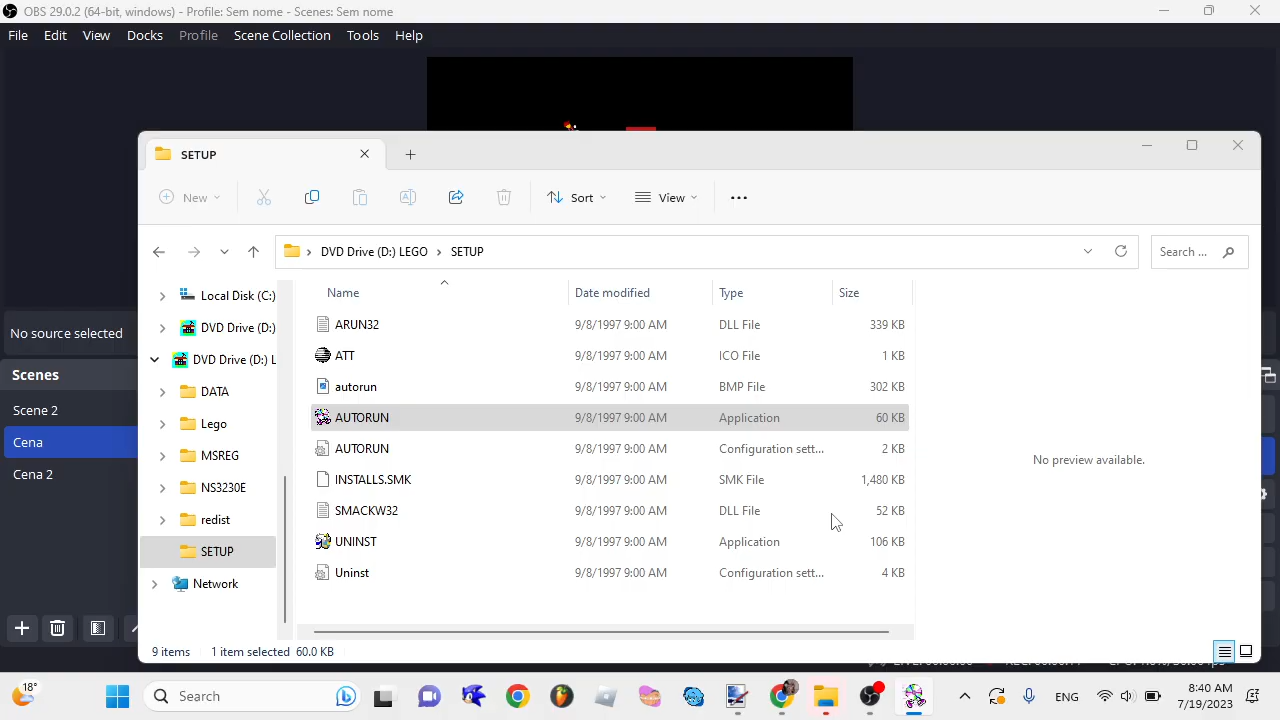 OBS 29.0.2 (64-bit, windows) - Profile: Sem nome - Scenes: Sem nome
File Edit View Docks Profile Scene Collection Tools Help
SETUP
New Sort View
DVD Drive (D:) LEGO › SETUP
Search ...
Name Date modified Type Size
Local Disk (C:)
DVD Drive (D:)
DVD Drive (D:) L
DATA
Lego
MSREG
NS3230E
redist
SETUP
Network
ARUN32 9/8/1997 9:00 AM DLL File 339 KB
ATT 9/8/1997 9:00 AM ICO File 1 KB
autorun 9/8/1997 9:00 AM BMP File 302 KB
AUTORUN 9/8/1997 9:00 AM Application 60 KB
AUTORUN 9/8/1997 9:00 AM Configuration sett... 2 KB
INSTALLS.SMK 9/8/1997 9:00 AM SMK File 1,480 KB
SMACKW32 9/8/1997 9:00 AM DLL File 52 KB
UNINST 9/8/1997 9:00 AM Application 106 KB
Uninst 9/8/1997 9:00 AM Configuration sett... 4 KB
No preview available.
9 items 1 item selected 60.0 KB
No source selected
Scenes
Scene 2
Cena
Cena 2
18°
Search
ENG
8:40 AM
7/19/2023